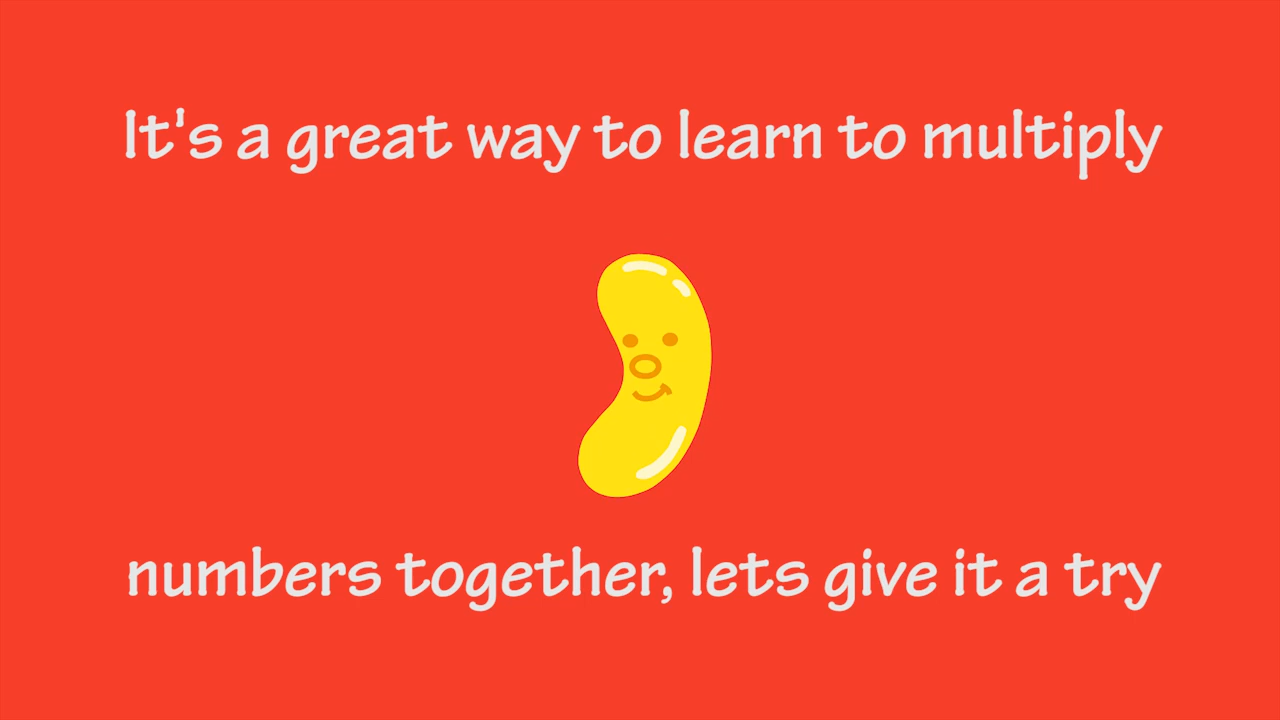 It's a great way to learn to multiply
numbers together, lets give it a try